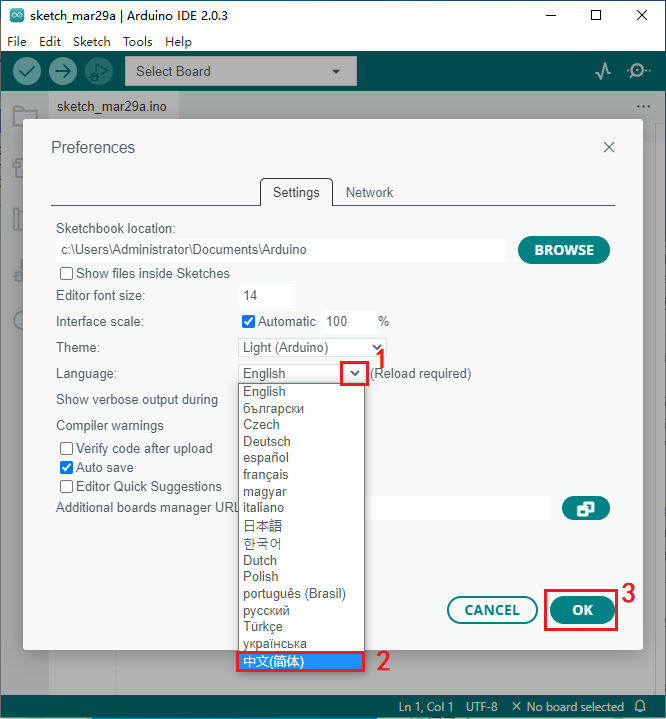 sketch_mar29a | Arduino IDE 2.0.3
File Edit Sketch Tools Help
Select Board
sketch_mar29a.ino
Preferences
Settings Network
Sketchbook location:
c:\Users\Administrator\Documents\Arduino
BROWSE
Show files inside Sketches
Editor font size: 14
Interface scale: Automatic 100 %
Theme: Light (Arduino)
1
Language: English (Reload required)
English
Show verbose output during
български
Compiler warnings
Czech
Deutsch
Verify code after upload
español
Auto save
français
Editor Quick Suggestions
magyar
Additional boards manager URL
italiano
日本語
한국어
Dutch
Polish
português (Brasil)
русский
Türkçe
українська
中文(简体)
2
CANCEL
OK
3
Ln 1, Col 1 UTF-8 No board selected